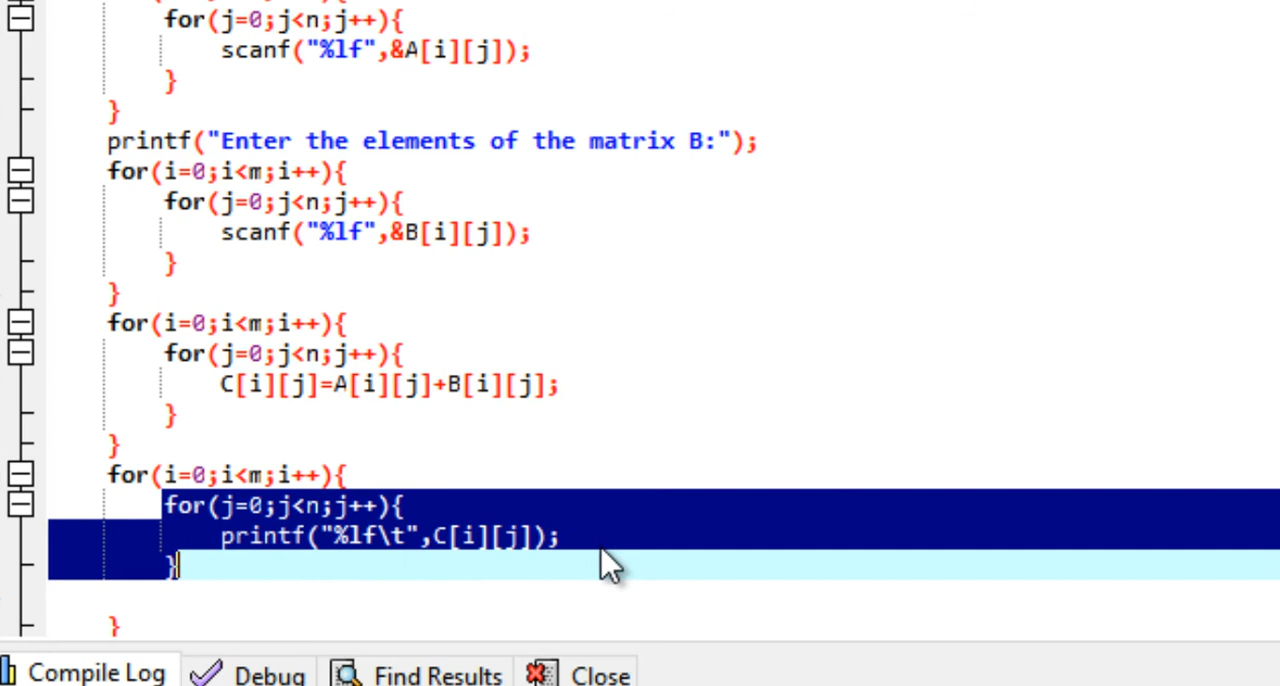 for(j=0;j<n;j++){
scanf("%lf",&A[i][j]);
}
}
printf("Enter the elements of the matrix B:");
for(i=0;i<m;i++){
for(j=0;j<n;j++){
scanf("%lf",&B[i][j]);
}
}
for(i=0;i<m;i++){
for(j=0;j<n;j++){
C[i][j]=A[i][j]+B[i][j];
}
}
for(i=0;i<m;i++){
for(j=0;j<n;j++){
printf("%lf\t",C[i][j]);
}
}
Compile Log Debug Find Results Close